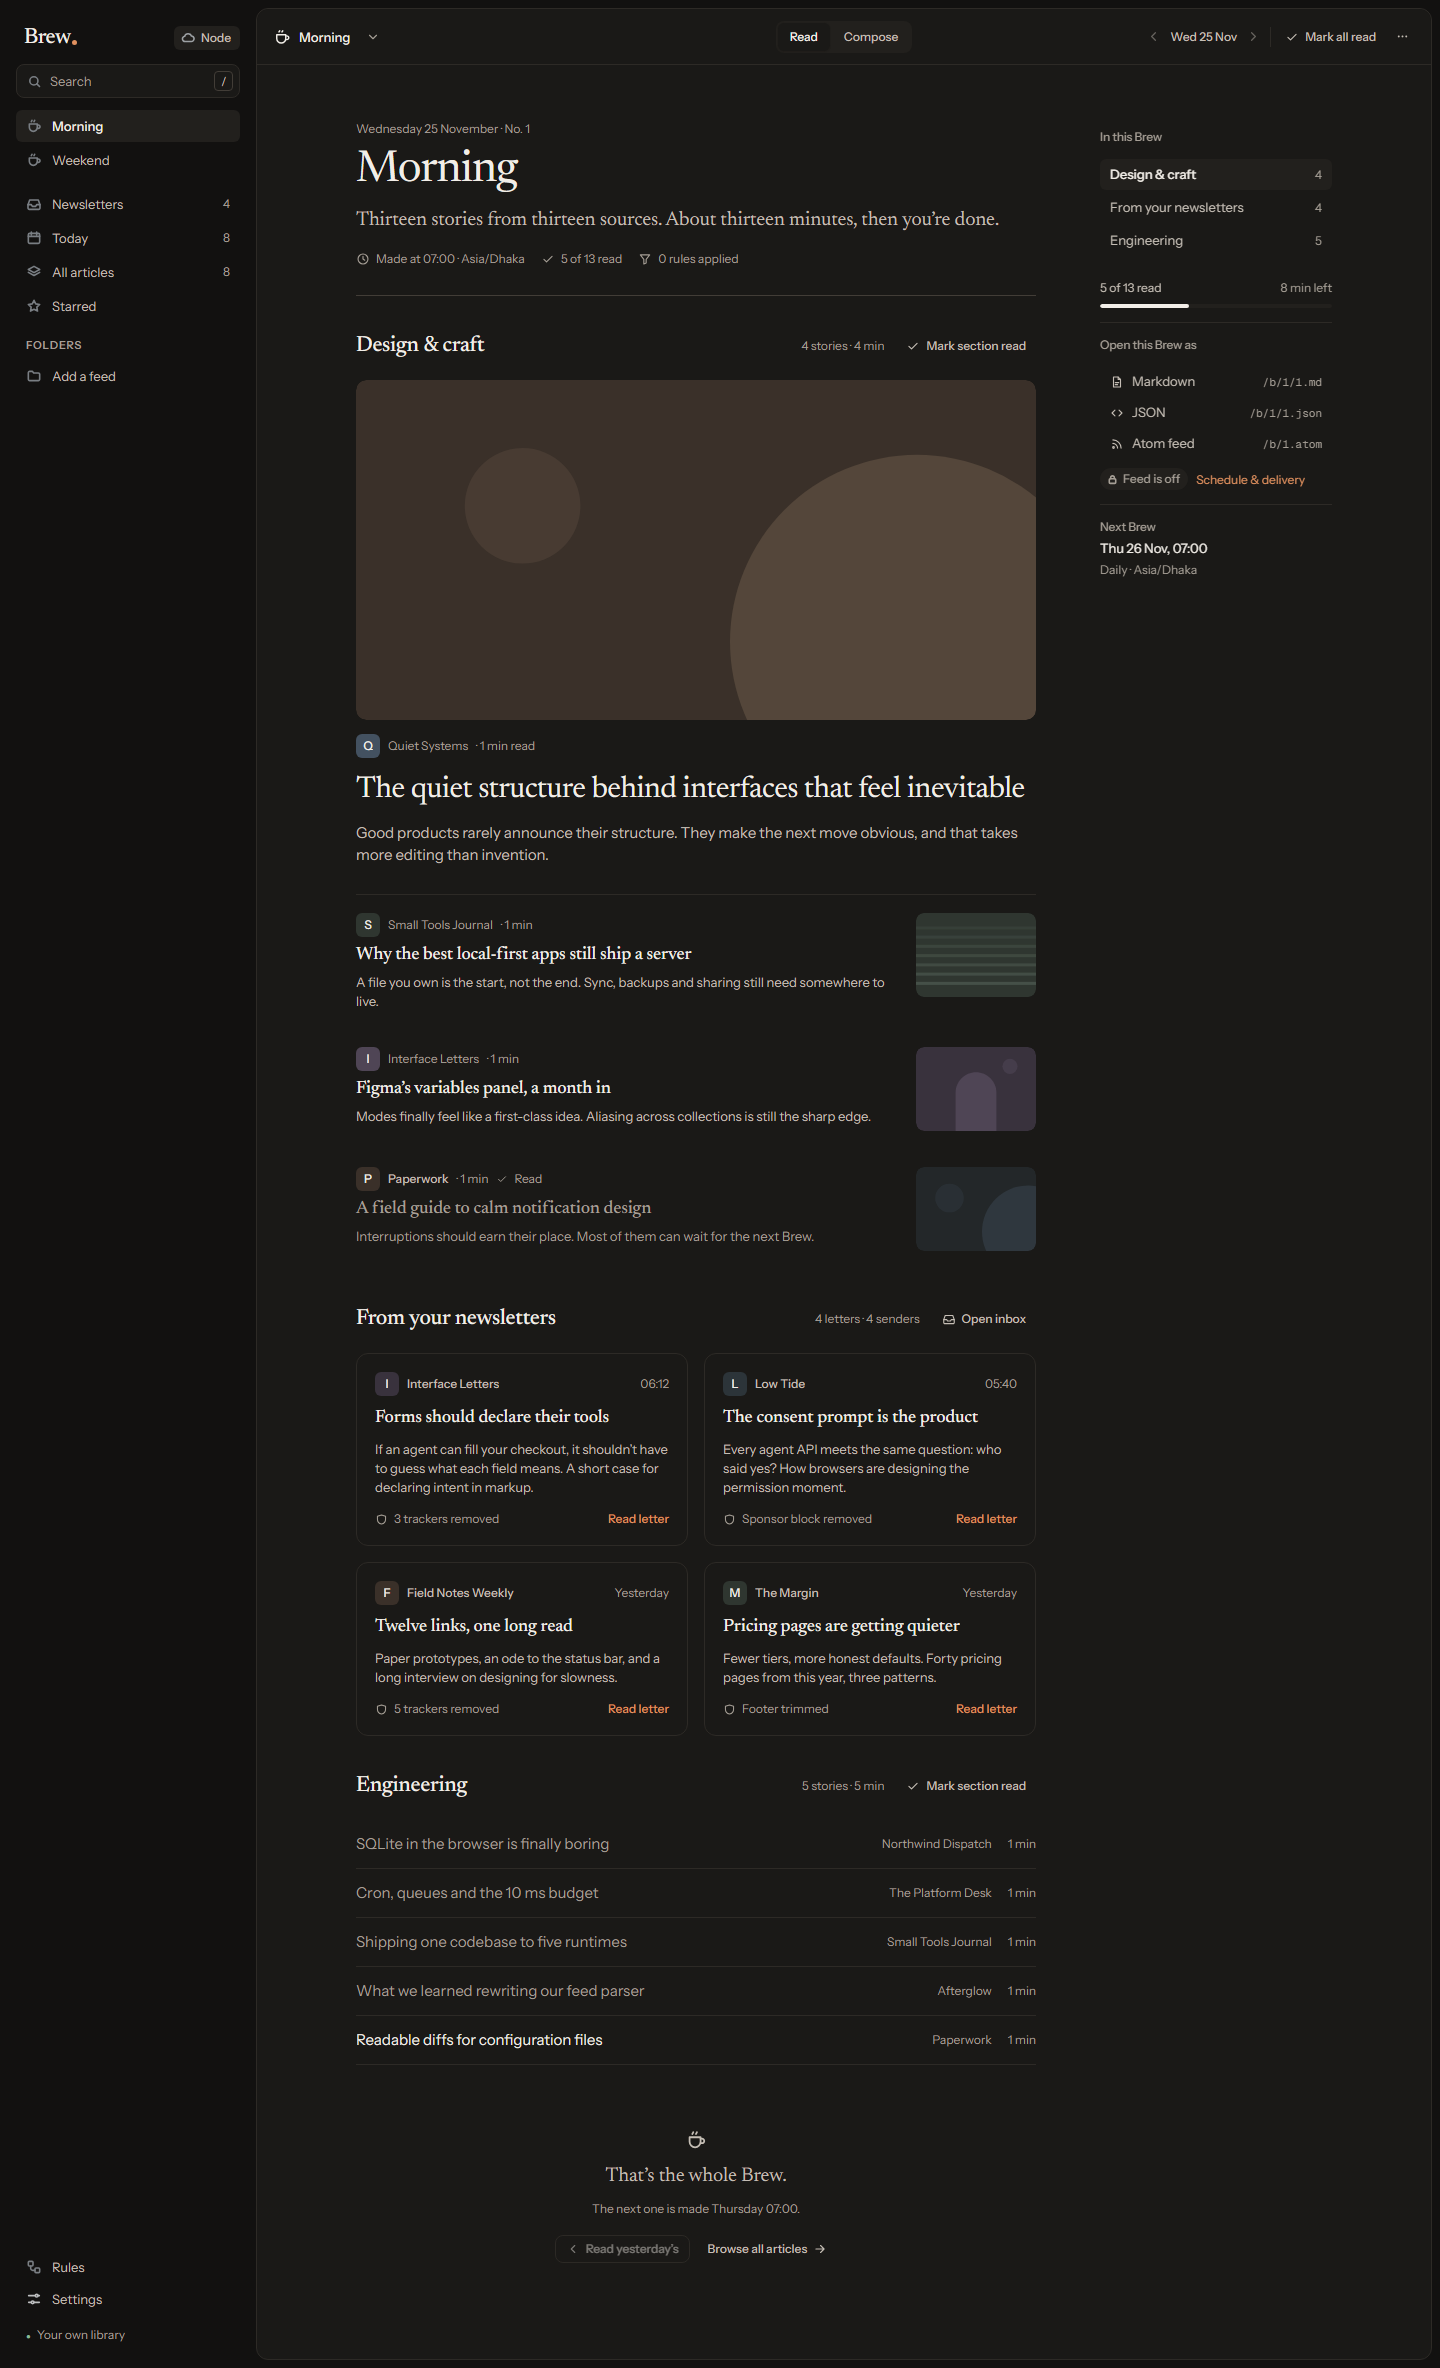 Brew.
Node
Search
/
Morning
Weekend
Newsletters 4
Today 8
All articles 8
Starred
FOLDERS
Add a feed
Rules
Settings
Your own library
Morning
Read
Compose
Wed 25 Nov
Mark all read
Wednesday 25 November · No. 1
Morning
Thirteen stories from thirteen sources. About thirteen minutes, then you’re done.
Made at 07:00 · Asia/Dhaka
5 of 13 read
0 rules applied
Design & craft
4 stories · 4 min
Mark section read
Q Quiet Systems · 1 min read
The quiet structure behind interfaces that feel inevitable
Good products rarely announce their structure. They make the next move obvious, and that takes
more editing than invention.
S Small Tools Journal · 1 min
Why the best local-first apps still ship a server
A file you own is the start, not the end. Sync, backups and sharing still need somewhere to
live.
I Interface Letters · 1 min
Figma’s variables panel, a month in
Modes finally feel like a first-class idea. Aliasing across collections is still the sharp edge.
P Paperwork · 1 min Read
A field guide to calm notification design
Interruptions should earn their place. Most of them can wait for the next Brew.
From your newsletters
4 letters · 4 senders
Open inbox
I Interface Letters 06:12
Forms should declare their tools
If an agent can fill your checkout, it shouldn’t have
to guess what each field means. A short case for
declaring intent in markup.
3 trackers removed
Read letter
L Low Tide 05:40
The consent prompt is the product
Every agent API meets the same question: who
said yes? How browsers are designing the
permission moment.
Sponsor block removed
Read letter
F Field Notes Weekly Yesterday
Twelve links, one long read
Paper prototypes, an ode to the status bar, and a
long interview on designing for slowness.
5 trackers removed
Read letter
M The Margin Yesterday
Pricing pages are getting quieter
Fewer tiers, more honest defaults. Forty pricing
pages from this year, three patterns.
Footer trimmed
Read letter
Engineering
5 stories · 5 min
Mark section read
SQLite in the browser is finally boring Northwind Dispatch 1 min
Cron, queues and the 10 ms budget The Platform Desk 1 min
Shipping one codebase to five runtimes Small Tools Journal 1 min
What we learned rewriting our feed parser Afterglow 1 min
Readable diffs for configuration files Paperwork 1 min
That’s the whole Brew.
The next one is made Thursday 07:00.
Read yesterday’s
Browse all articles
In this Brew
Design & craft 4
From your newsletters 4
Engineering 5
5 of 13 read 8 min left
Open this Brew as
Markdown /b/1/1.md
JSON /b/1/1.json
Atom feed /b/1.atom
Feed is off
Schedule & delivery
Next Brew
Thu 26 Nov, 07:00
Daily · Asia/Dhaka